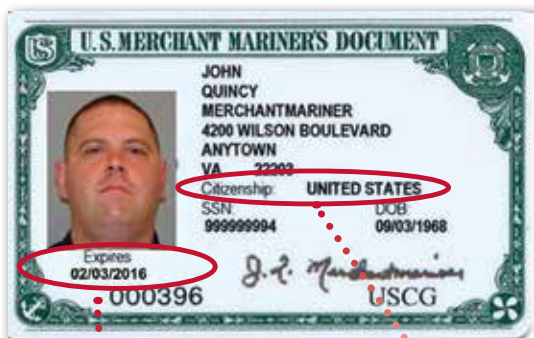 U.S. MERCHANT MARINER'S DOCUMENT
JOHN
QUINCY
MERCHANTMARINER
4200 WILSON BOULEVARD
ANYTOWN
VA 22203
Citizenship: UNITED STATES
SSN: DOB:
999999994 09/03/1968
Expires
02/03/2016
J. Q. Merchantmariner
000396 USCG